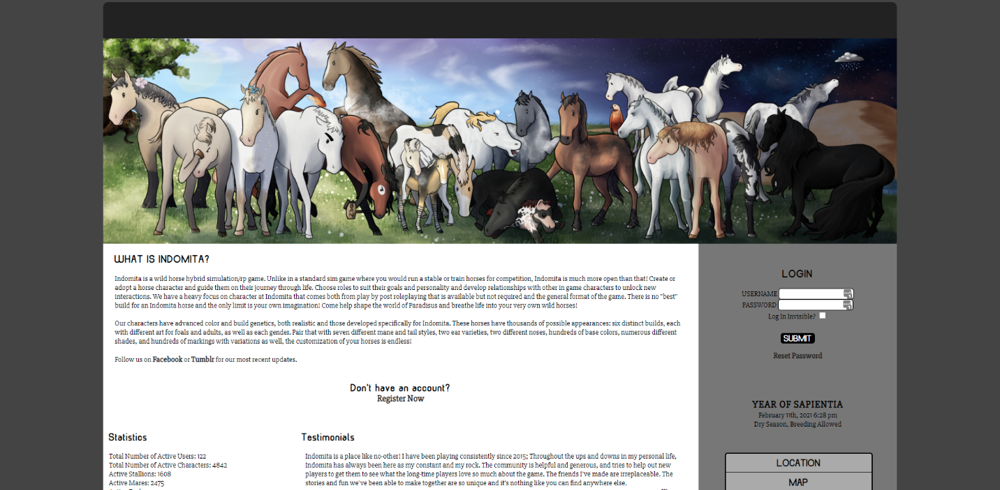 WHAT IS INDOMITA?
Indomita is a wild horse hybrid simulation/rp game. Unlike in a standard sim game where you would run a stable or train horses for competition, Indomita is much more open than that! Create or
adopt a horse character and guide them on their journey through life. Choose roles to suit their goals and personality and develop relationships with other in game characters to unlock new
interactions. We have a heavy focus on character at Indomita that comes both from play by post roleplaying that is available but not required and the general format of the game. There is no "best"
build for an Indomita horse and the only limit is your own imagination! Come help shape the world of Paradisus and breathe life into your very own wild horses!
Our characters have advanced color and build genetics, both realistic and those developed specifically for Indomita. These horses have thousands of possible appearances: six distinct builds, each
with different art for foals and adults, as well as each gender. Pair that with seven different mane and tail styles, two ear varieties, two different noses, hundreds of base colors, numerous different
shades, and hundreds of markings with variations as well, the customization of your horses is endless!
Follow us on Facebook or Tumblr for our most recent updates.
Don't have an account?
Register Now
Statistics
Total Number of Active Users: 122
Total Number of Active Characters: 4842
Active Stallions: 1608
Active Mares: 2475
Testimonials
Indomita is a place like no-other! I have been playing consistently since 2015; Throughout the ups and downs in my personal life,
Indomita has always been here as my constant and my rock. The community is helpful and generous, and tries to help out new
players to get them to see what the long-time players love so much about the game. The friends I've made are irreplaceable. The
stories and fun we've been able to make together are so unique and it's nothing like you can find anywhere else.
LOGIN
USERNAME
PASSWORD
Log In Invisible?
SUBMIT
Reset Password
YEAR OF SAPIENTIA
February 11th, 2021 6:28 pm
Dry Season, Breeding Allowed
LOCATION
MAP